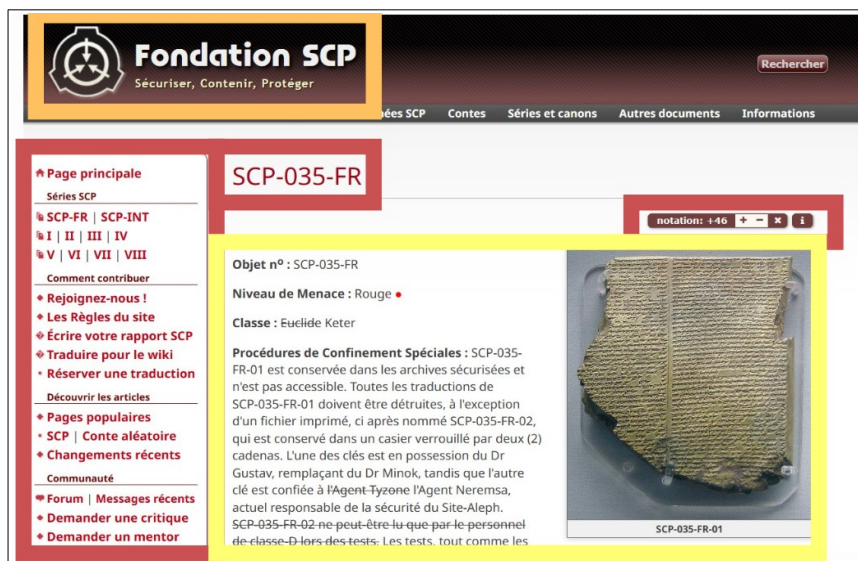 Fondation SCP
Sécuriser, Contenir, Protéger
Rechercher
nées SCP Contes Séries et canons Autres documents Informations
Page principale
Séries SCP
SCP-FR | SCP-INT
I | II | III | IV
V | VI | VII | VIII
Comment contribuer
Rejoignez-nous !
Les Règles du site
Écrire votre rapport SCP
Traduire pour le wiki
Réserver une traduction
Découvrir les articles
Pages populaires
SCP | Conte aléatoire
Changements récents
Communauté
Forum | Messages récents
Demander une critique
Demander un mentor
SCP-035-FR
notation: +46 + − x i
Objet nº : SCP-035-FR
Niveau de Menace : Rouge ●
Classe : Euclide Keter
Procédures de Confinement Spéciales : SCP-035-
FR-01 est conservée dans les archives sécurisées et
n'est pas accessible. Toutes les traductions de
SCP-035-FR-01 doivent être détruites, à l'exception
d'un fichier imprimé, ci après nommé SCP-035-FR-02,
qui est conservé dans un casier verrouillé par deux (2)
cadenas. L'une des clés est en possession du Dr
Gustav, remplaçant du Dr Minok, tandis que l'autre
clé est confiée à l'Agent Tyzone l'Agent Neremsa,
actuel responsable de la sécurité du Site-Aleph.
SCP-035-FR-02 ne peut-être lu que par le personnel
de classe-D lors des tests. Les tests, tout comme les
SCP-035-FR-01